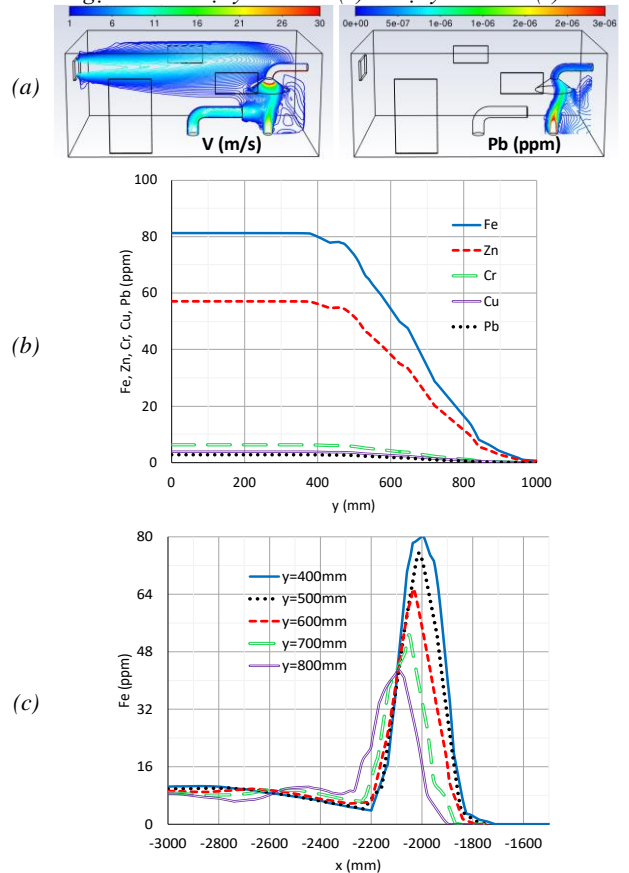 1 6 11 16 21 26 30
0e+00 5e-07 1e-06 1e-06 2e-06 3e-06 3e-06
(a)
V (m/s)
Pb (ppm)
100
80
60
40
20
0
Fe, Zn, Cr, Cu, Pb (ppm)
Fe
Zn
Cr
Cu
Pb
(b)
0 200 400 600 800 1000
y (mm)
80
64
48
32
16
0
Fe (ppm)
y=400mm
y=500mm
y=600mm
y=700mm
y=800mm
(c)
-3000 -2800 -2600 -2400 -2200 -2000 -1800 -1600
x (mm)